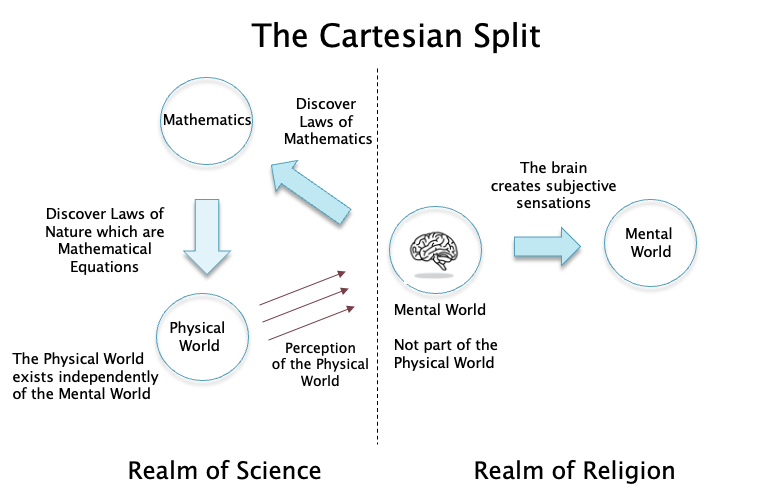 The Cartesian Split
Mathematics
Discover
Laws of
Mathematics
The brain
creates subjective
sensations
Discover Laws of
Nature which are
Mathematical
Equations
Mental
World
Physical
World
Mental World
Not part of the
Physical World
Perception
of the Physical
World
The Physical World
exists independently
of the Mental World
Realm of Science
Realm of Religion